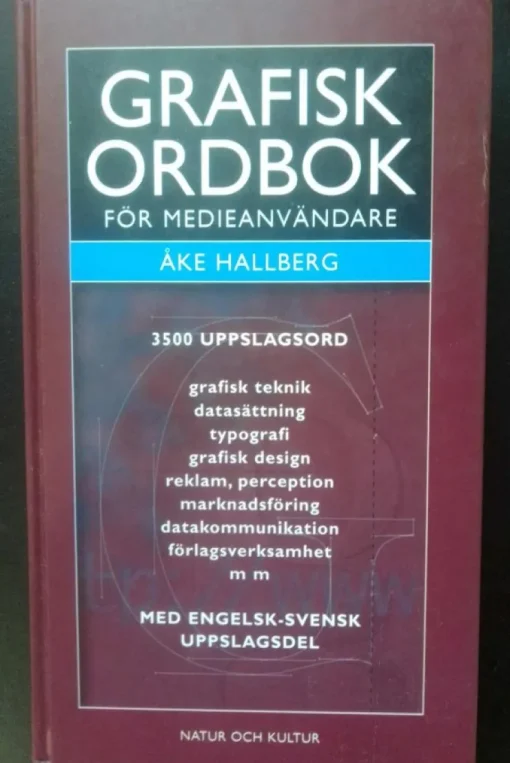 GRAFISK
ORDBOK
FÖR MEDIEANVÄNDARE
ÅKE HALLBERG
3500 UPPSLAGSORD
grafisk teknik
datasättning
typografi
grafisk design
reklam, perception
marknadsföring
datakommunikation
förlagsverksamhet
m m
MED ENGELSK-SVENSK
UPPSLAGSDEL
NATUR OCH KULTUR